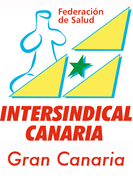 Federación
de Salud
INTERSINDICAL
CANARIA
Gran Canaria